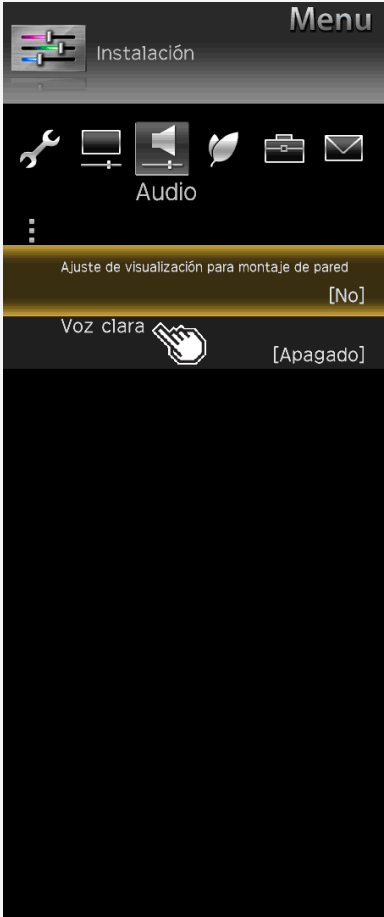 Menu
Instalación
Audio
Ajuste de visualización para montaje de pared
[No]
Voz clara
[Apagado]